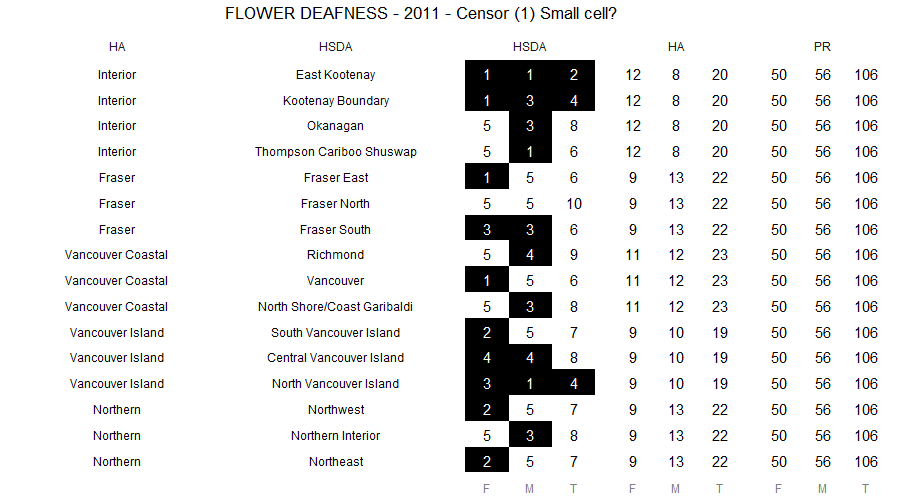 FLOWER DEAFNESS - 2011 - Censor (1) Small cell?
HA HSDA HSDA HA PR
Interior East Kootenay 1 1 2 12 8 20 50 56 106
Interior Kootenay Boundary 1 3 4 12 8 20 50 56 106
Interior Okanagan 5 3 8 12 8 20 50 56 106
Interior Thompson Cariboo Shuswap 5 1 6 12 8 20 50 56 106
Fraser Fraser East 1 5 6 9 13 22 50 56 106
Fraser Fraser North 5 5 10 9 13 22 50 56 106
Fraser Fraser South 3 3 6 9 13 22 50 56 106
Vancouver Coastal Richmond 5 4 9 11 12 23 50 56 106
Vancouver Coastal Vancouver 1 5 6 11 12 23 50 56 106
Vancouver Coastal North Shore/Coast Garibaldi 5 3 8 11 12 23 50 56 106
Vancouver Island South Vancouver Island 2 5 7 9 10 19 50 56 106
Vancouver Island Central Vancouver Island 4 4 8 9 10 19 50 56 106
Vancouver Island North Vancouver Island 3 1 4 9 10 19 50 56 106
Northern Northwest 2 5 7 9 13 22 50 56 106
Northern Northern Interior 5 3 8 9 13 22 50 56 106
Northern Northeast 2 5 7 9 13 22 50 56 106
F M T F M T F M T